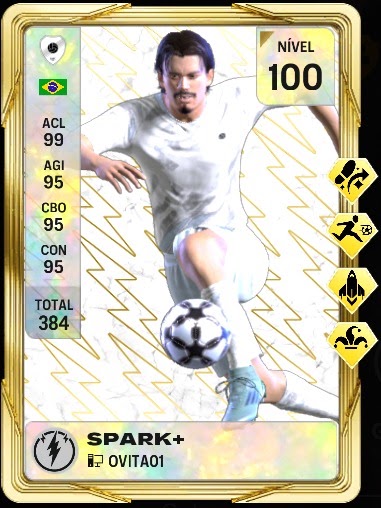 NÍVEL
100
ACL
99
AGI
95
CBO
95
CON
95
TOTAL
384
SPARK+
OVITA01